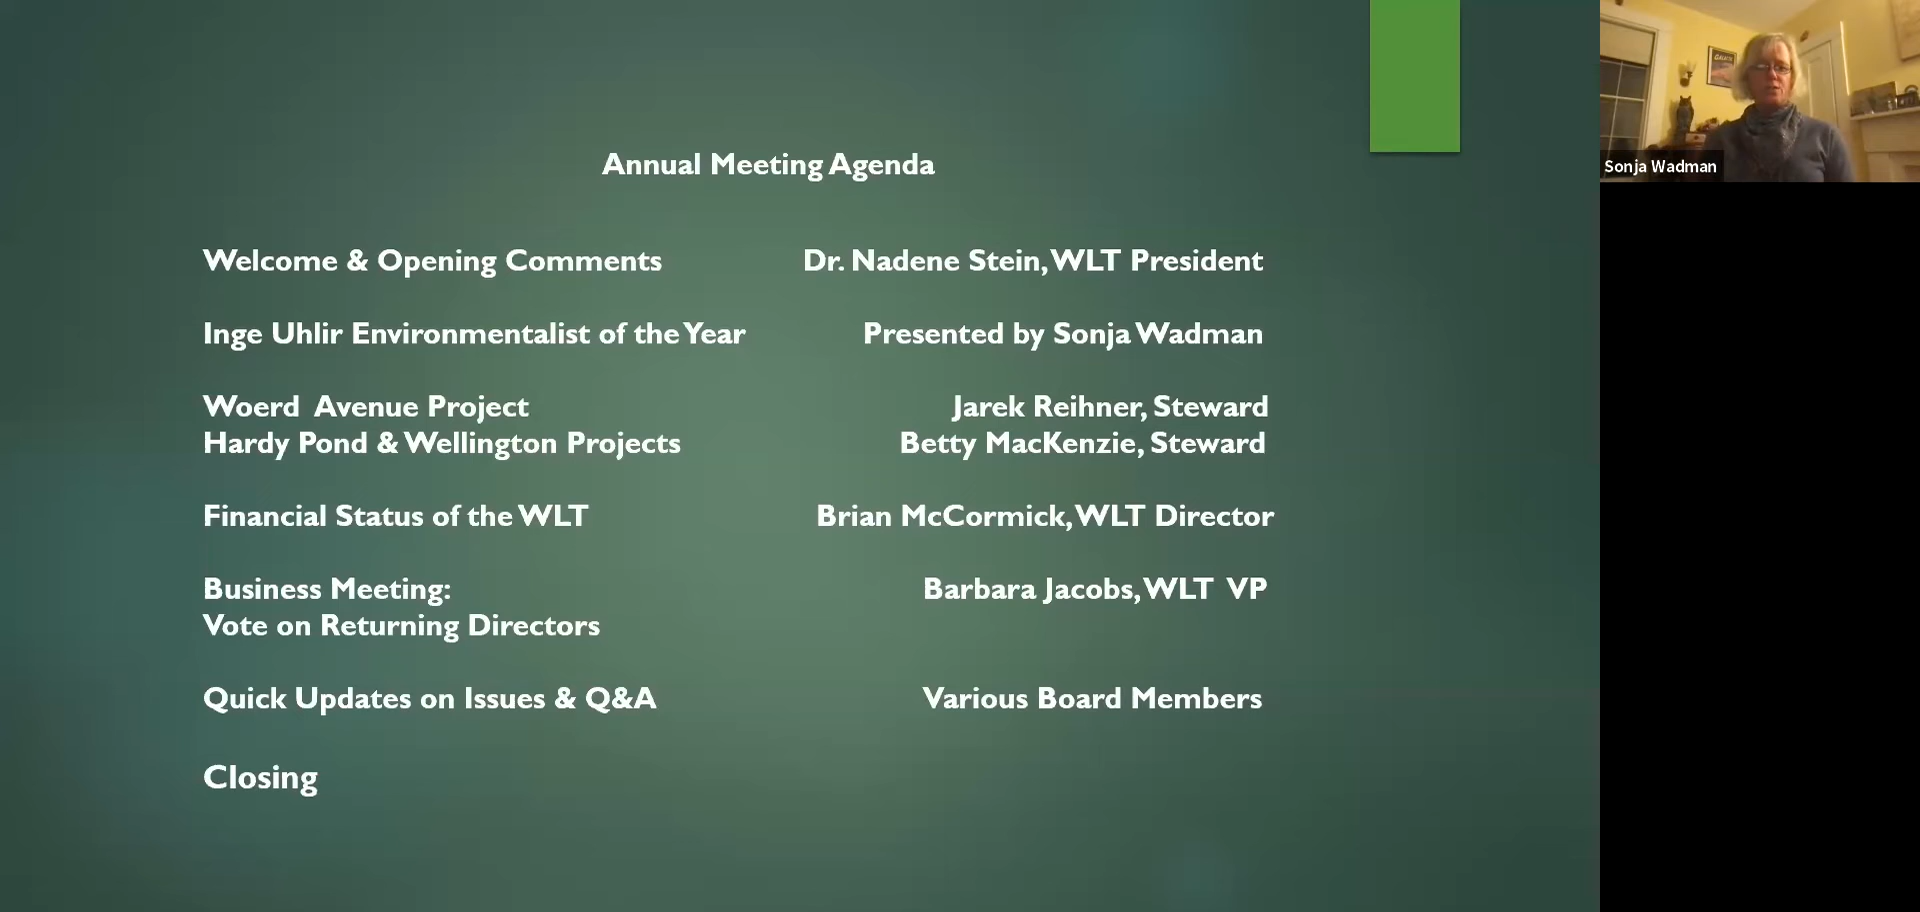 Annual Meeting Agenda
Welcome & Opening Comments Dr. Nadene Stein, WLT President
Inge Uhlir Environmentalist of the Year Presented by Sonja Wadman
Woerd Avenue Project Jarek Reihner, Steward
Hardy Pond & Wellington Projects Betty MacKenzie, Steward
Financial Status of the WLT Brian McCormick, WLT Director
Business Meeting: Barbara Jacobs, WLT VP
Vote on Returning Directors
Quick Updates on Issues & Q&A Various Board Members
Closing
Sonja Wadman